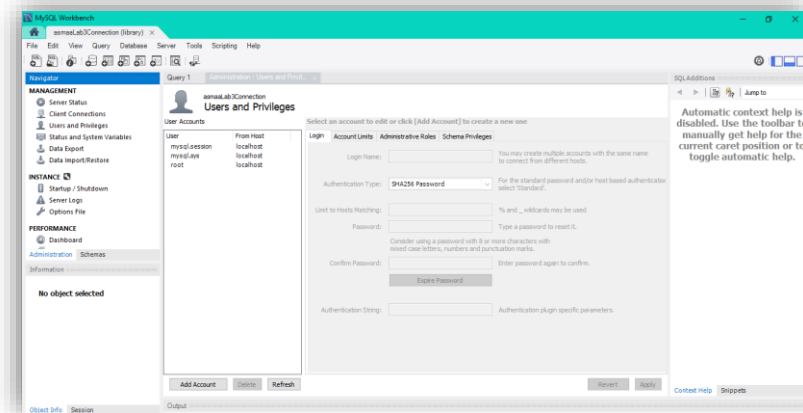 MySQL Workbench
asmaaLab3Connection (library) ×
File Edit View Query Database Server Tools Scripting Help
Navigator
MANAGEMENT
Server Status
Client Connections
Users and Privileges
Status and System Variables
Data Export
Data Import/Restore
INSTANCE
Startup / Shutdown
Server Logs
Options File
PERFORMANCE
Dashboard
Administration Schemas
Information
No object selected
Object Info Session
Query 1 Administration - Users and Privil... ×
asmaaLab3Connection
Users and Privileges
User Accounts
User From Host
mysql.session localhost
mysql.sys localhost
root localhost
Add Account Delete Refresh
Select an account to edit or click [Add Account] to create a new one
Login Account Limits Administrative Roles Schema Privileges
Login Name: You may create multiple accounts with the same name
to connect from different hosts.
Authentication Type: SHA256 Password For the standard password and/or host based authentication
select 'Standard'.
Limit to Hosts Matching: % and _ wildcards may be used
Password: Type a password to reset it.
Consider using a password with 8 or more characters with
mixed case letters, numbers and punctuation marks.
Confirm Password: Enter password again to confirm.
Expire Password
Authentication String: Authentication plugin specific parameters.
Revert Apply
Output
SQLAdditions
Jump to
Automatic context help is
disabled. Use the toolbar to
manually get help for the
current caret position or to
toggle automatic help.
Context Help Snippets